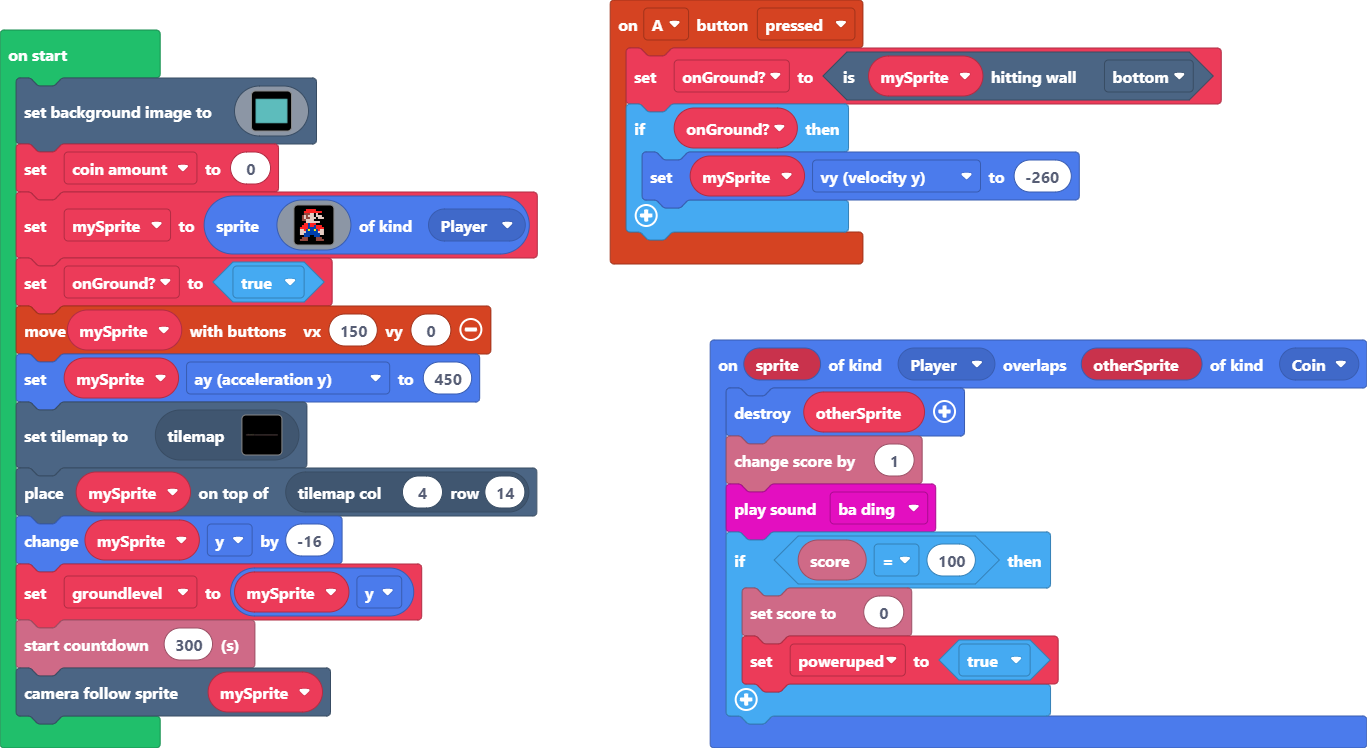 on start
set background image to
set coin amount to 0
set mySprite to sprite of kind Player
set onGround? to true
move mySprite with buttons vx 150 vy 0
set mySprite ay (acceleration y) to 450
set tilemap to tilemap
place mySprite on top of tilemap col 4 row 14
change mySprite y by -16
set groundlevel to mySprite y
start countdown 300 (s)
camera follow sprite mySprite
on A button pressed
set onGround? to is mySprite hitting wall bottom
if onGround? then
set mySprite vy (velocity y) to -260
on sprite of kind Player overlaps otherSprite of kind Coin
destroy otherSprite
change score by 1
play sound ba ding
if score = 100 then
set score to 0
set poweruped to true